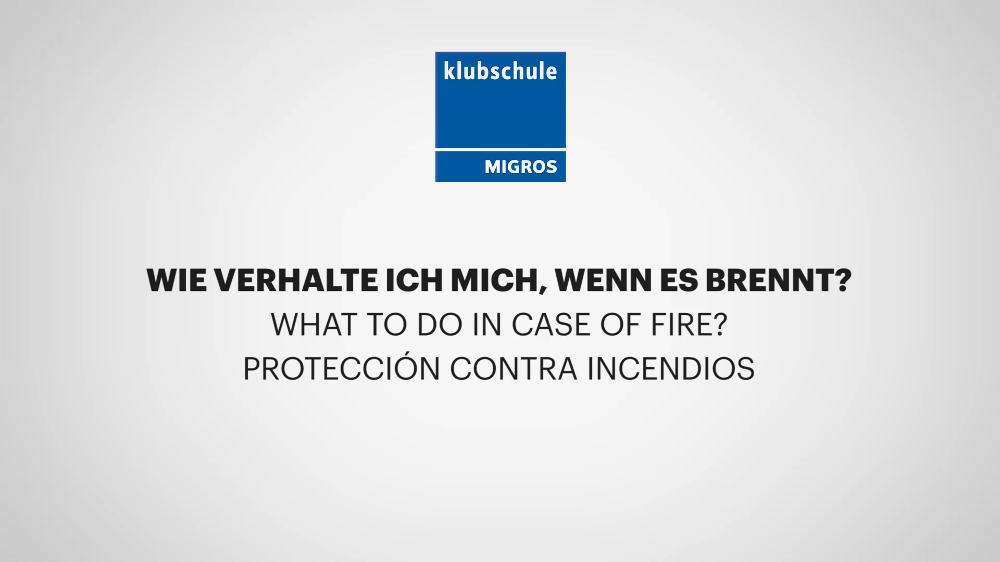 klubschule
MIGROS
WIE VERHALTE ICH MICH, WENN ES BRENNT?
WHAT TO DO IN CASE OF FIRE?
PROTECCIÓN CONTRA INCENDIOS